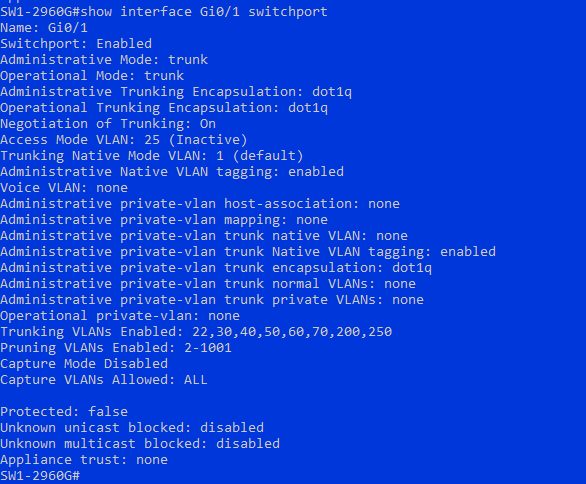 SW1-2960G#show interface Gi0/1 switchport
Name: Gi0/1
Switchport: Enabled
Administrative Mode: trunk
Operational Mode: trunk
Administrative Trunking Encapsulation: dot1q
Operational Trunking Encapsulation: dot1q
Negotiation of Trunking: On
Access Mode VLAN: 25 (Inactive)
Trunking Native Mode VLAN: 1 (default)
Administrative Native VLAN tagging: enabled
Voice VLAN: none
Administrative private-vlan host-association: none
Administrative private-vlan mapping: none
Administrative private-vlan trunk native VLAN: none
Administrative private-vlan trunk Native VLAN tagging: enabled
Administrative private-vlan trunk encapsulation: dot1q
Administrative private-vlan trunk normal VLANs: none
Administrative private-vlan trunk private VLANs: none
Operational private-vlan: none
Trunking VLANs Enabled: 22,30,40,50,60,70,200,250
Pruning VLANs Enabled: 2-1001
Capture Mode Disabled
Capture VLANs Allowed: ALL

Protected: false
Unknown unicast blocked: disabled
Unknown multicast blocked: disabled
Appliance trust: none
SW1-2960G#